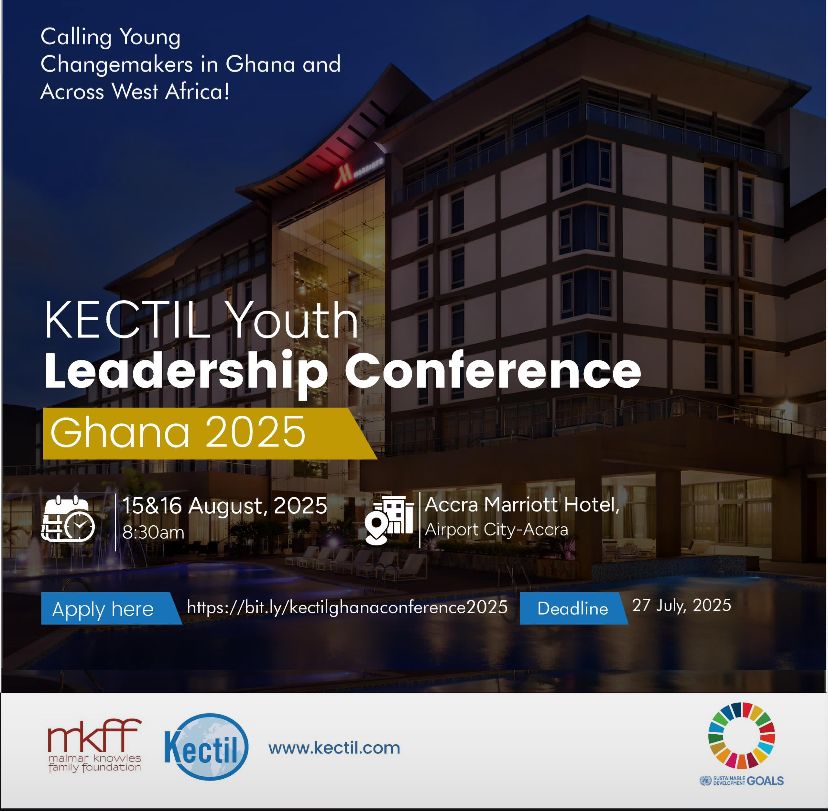 Calling Young
Changemakers in Ghana and
Across West Africa!
MARRIOTT
KECTIL Youth
Leadership Conference
Ghana 2025
15&16 August, 2025
8:30am
Accra Marriott Hotel,
Airport City-Accra
Apply here
https://bit.ly/kectilghanaconference2025
Deadline
27 July, 2025
mkff
malmar knowles
family foundation
Kectil
www.kectil.com
SUSTAINABLE
DEVELOPMENT GOALS